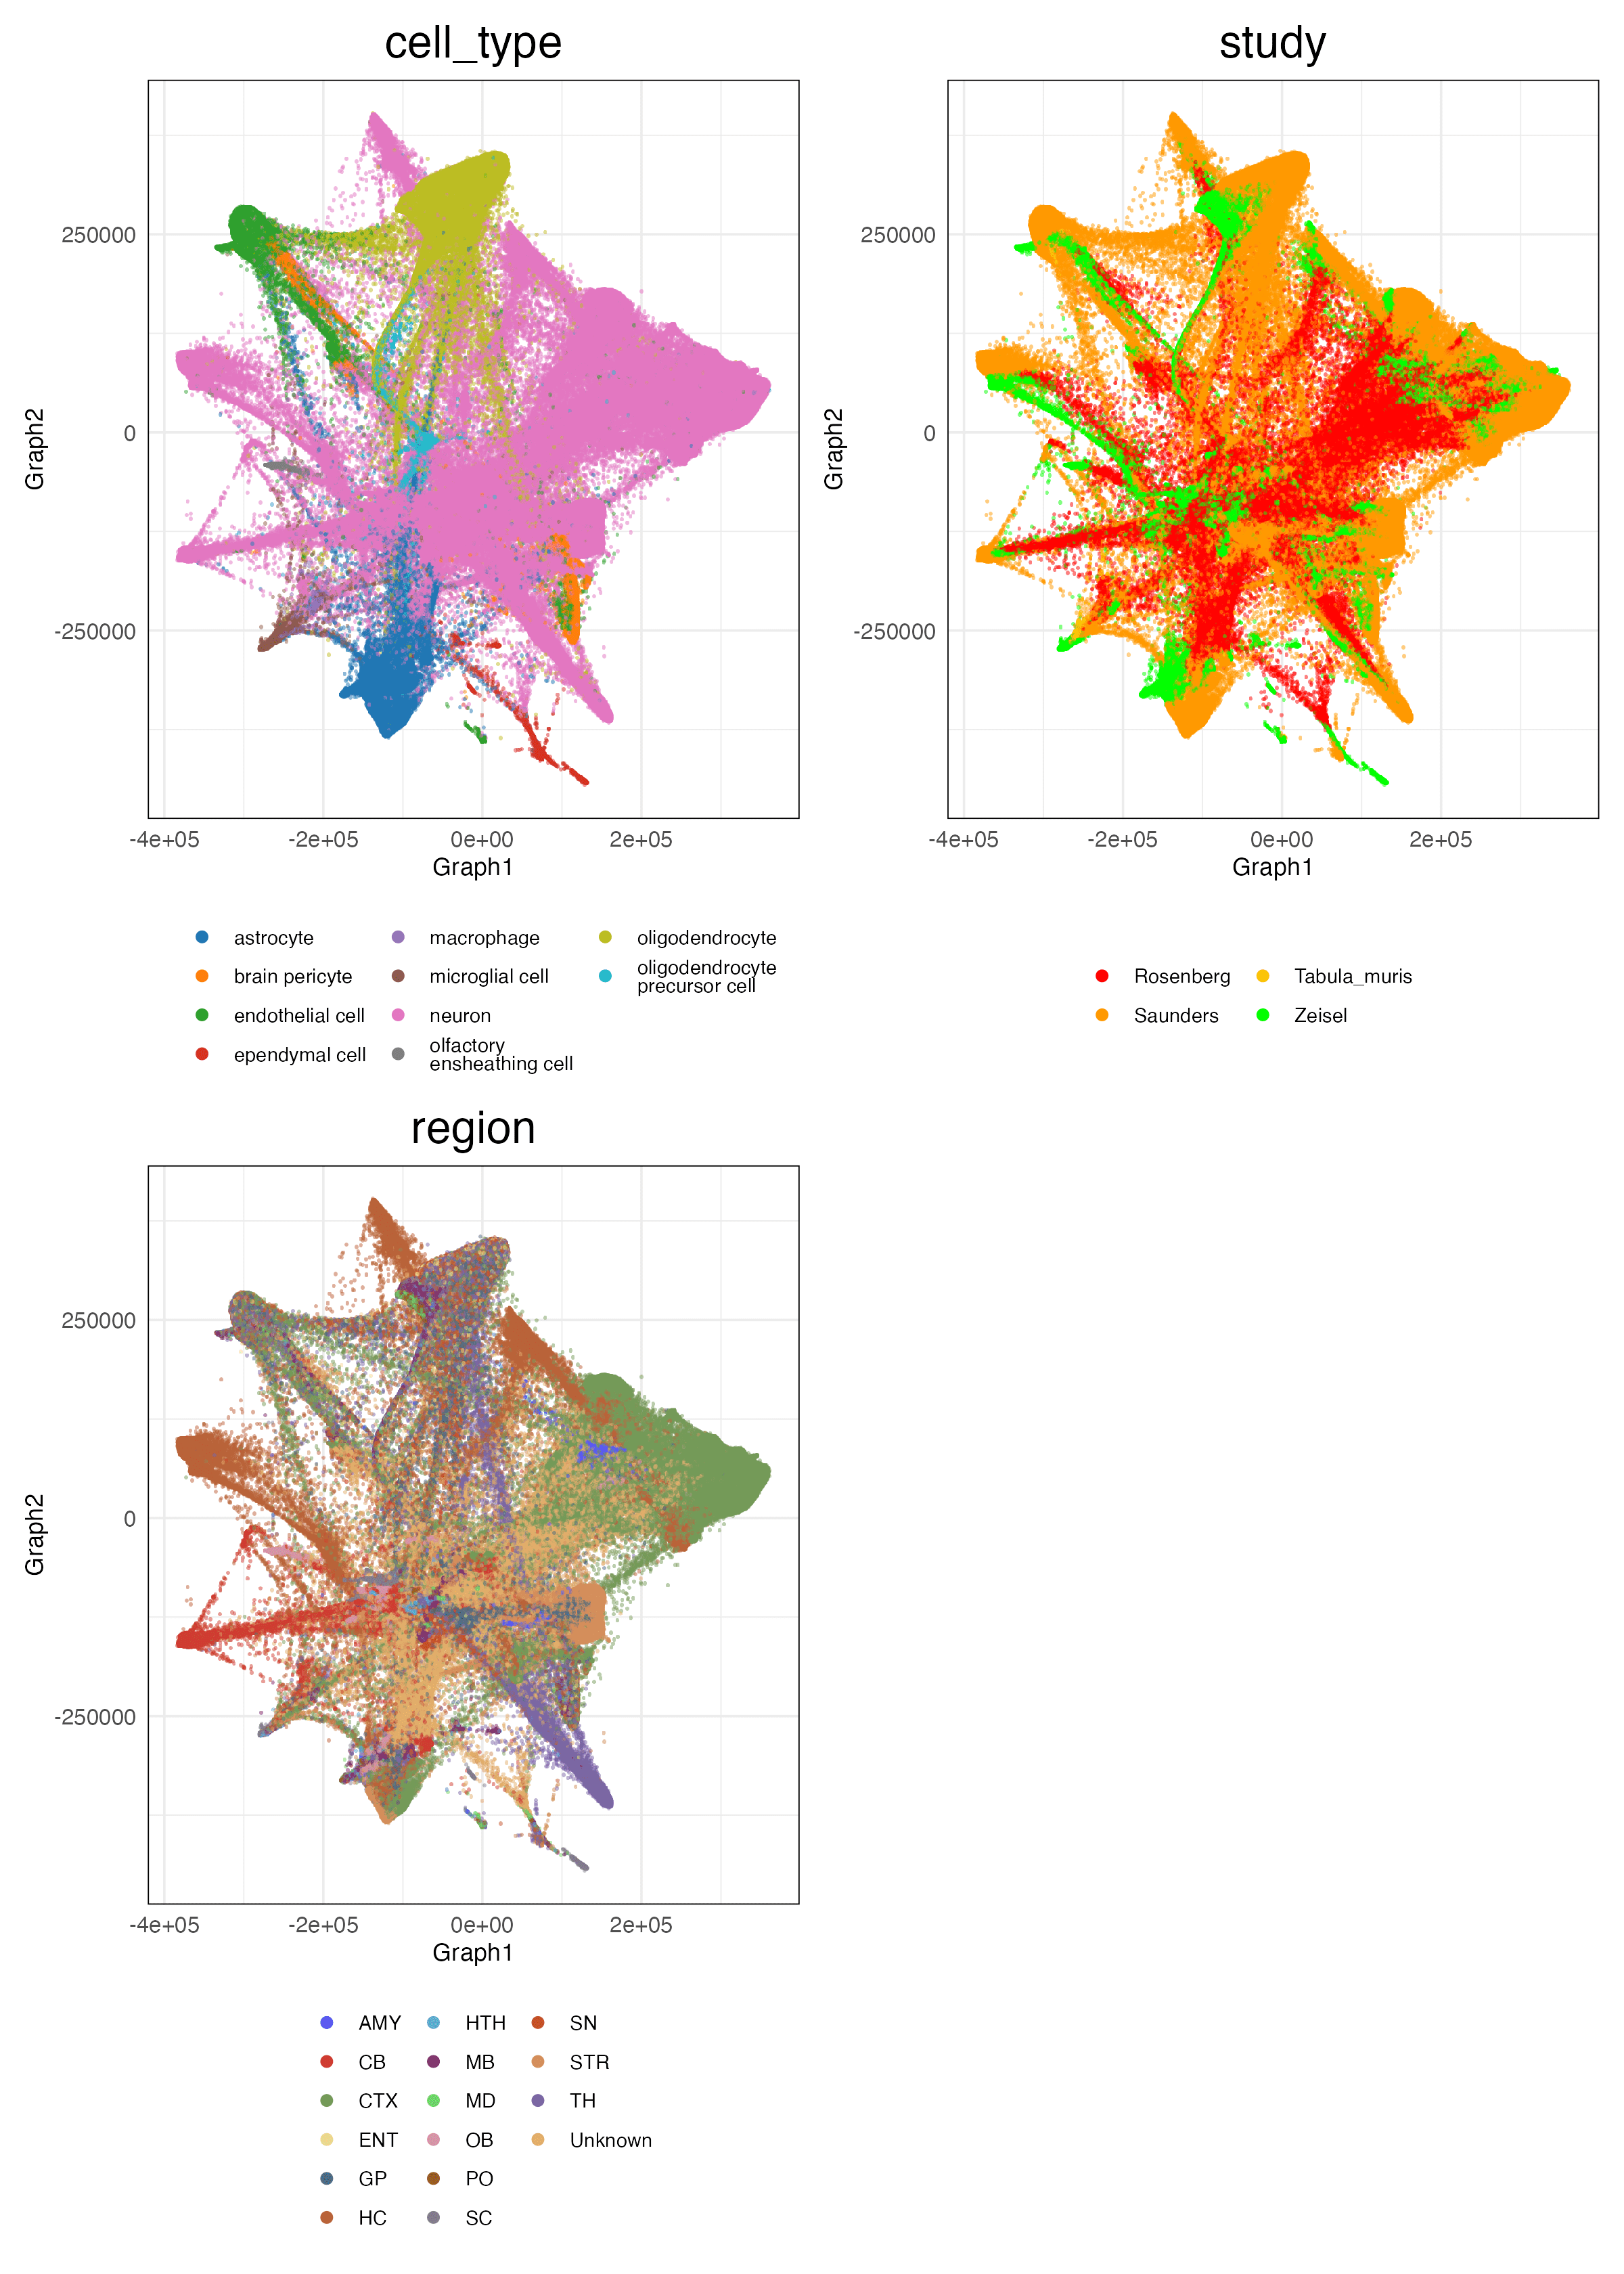 cell_type
study
250000
0
-250000
Graph2
-4e+05
-2e+05
0e+00
2e+05
Graph1
250000
0
-250000
Graph2
-4e+05
-2e+05
0e+00
2e+05
Graph1
astrocyte
brain pericyte
endothelial cell
ependymal cell
macrophage
microglial cell
neuron
olfactory
ensheathing cell
oligodendrocyte
oligodendrocyte
precursor cell
Rosenberg
Saunders
Tabula_muris
Zeisel
region
250000
0
-250000
Graph2
-4e+05
-2e+05
0e+00
2e+05
Graph1
AMY
CB
CTX
ENT
GP
HC
HTH
MB
MD
OB
PO
SC
SN
STR
TH
Unknown